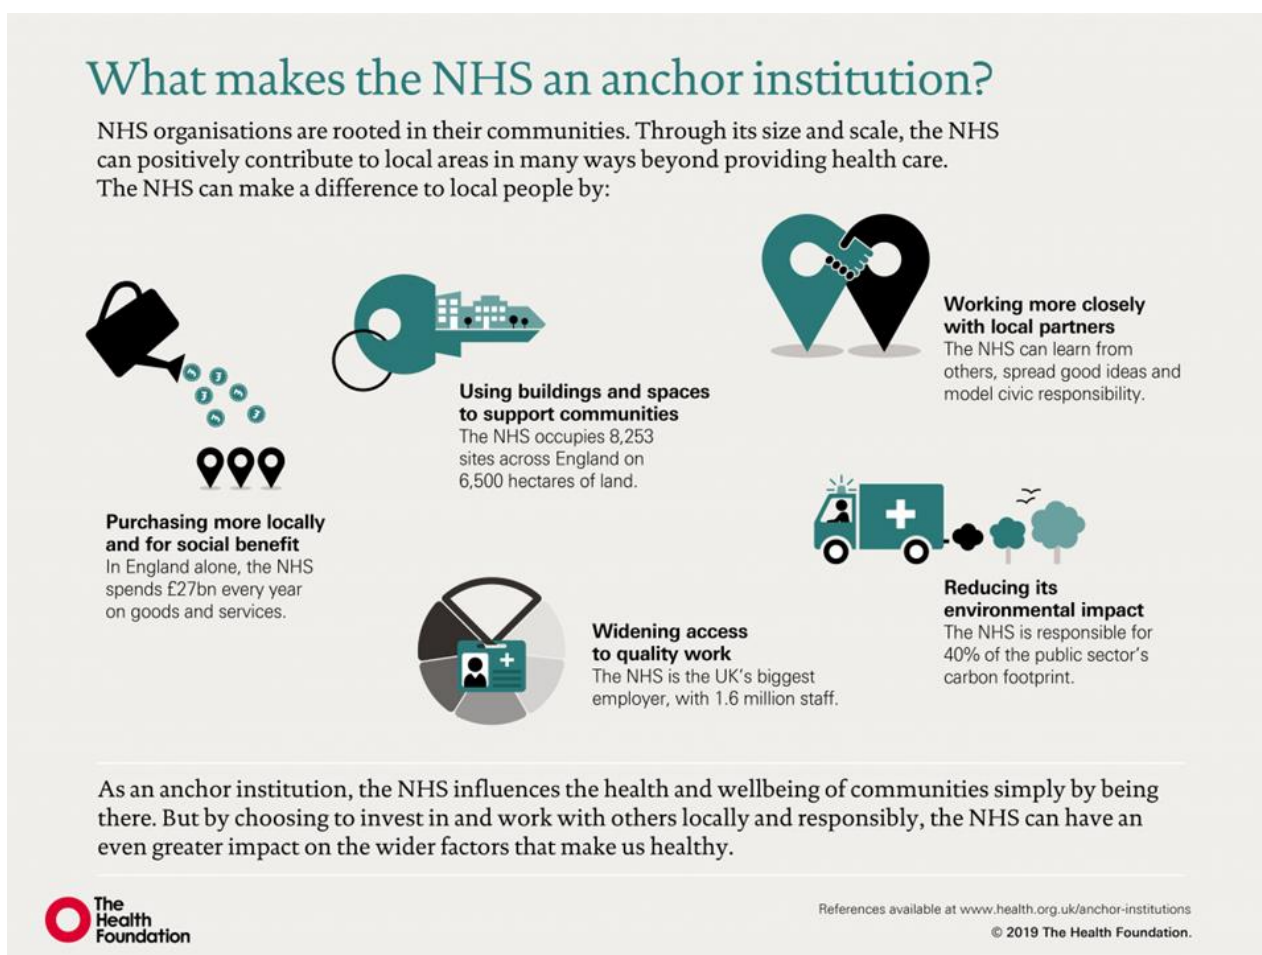 What makes the NHS an anchor institution?
NHS organisations are rooted in their communities. Through its size and scale, the NHS
can positively contribute to local areas in many ways beyond providing health care.
The NHS can make a difference to local people by:
Purchasing more locally
and for social benefit
In England alone, the NHS
spends £27bn every year
on goods and services.
Using buildings and spaces
to support communities
The NHS occupies 8,253
sites across England on
6,500 hectares of land.
Widening access
to quality work
The NHS is the UK's biggest
employer, with 1.6 million staff.
Working more closely
with local partners
The NHS can learn from
others, spread good ideas and
model civic responsibility.
Reducing its
environmental impact
The NHS is responsible for
40% of the public sector's
carbon footprint.
As an anchor institution, the NHS influences the health and wellbeing of communities simply by being
there. But by choosing to invest in and work with others locally and responsibly, the NHS can have an
even greater impact on the wider factors that make us healthy.
The
Health
Foundation
References available at www.health.org.uk/anchor-institutions
© 2019 The Health Foundation.